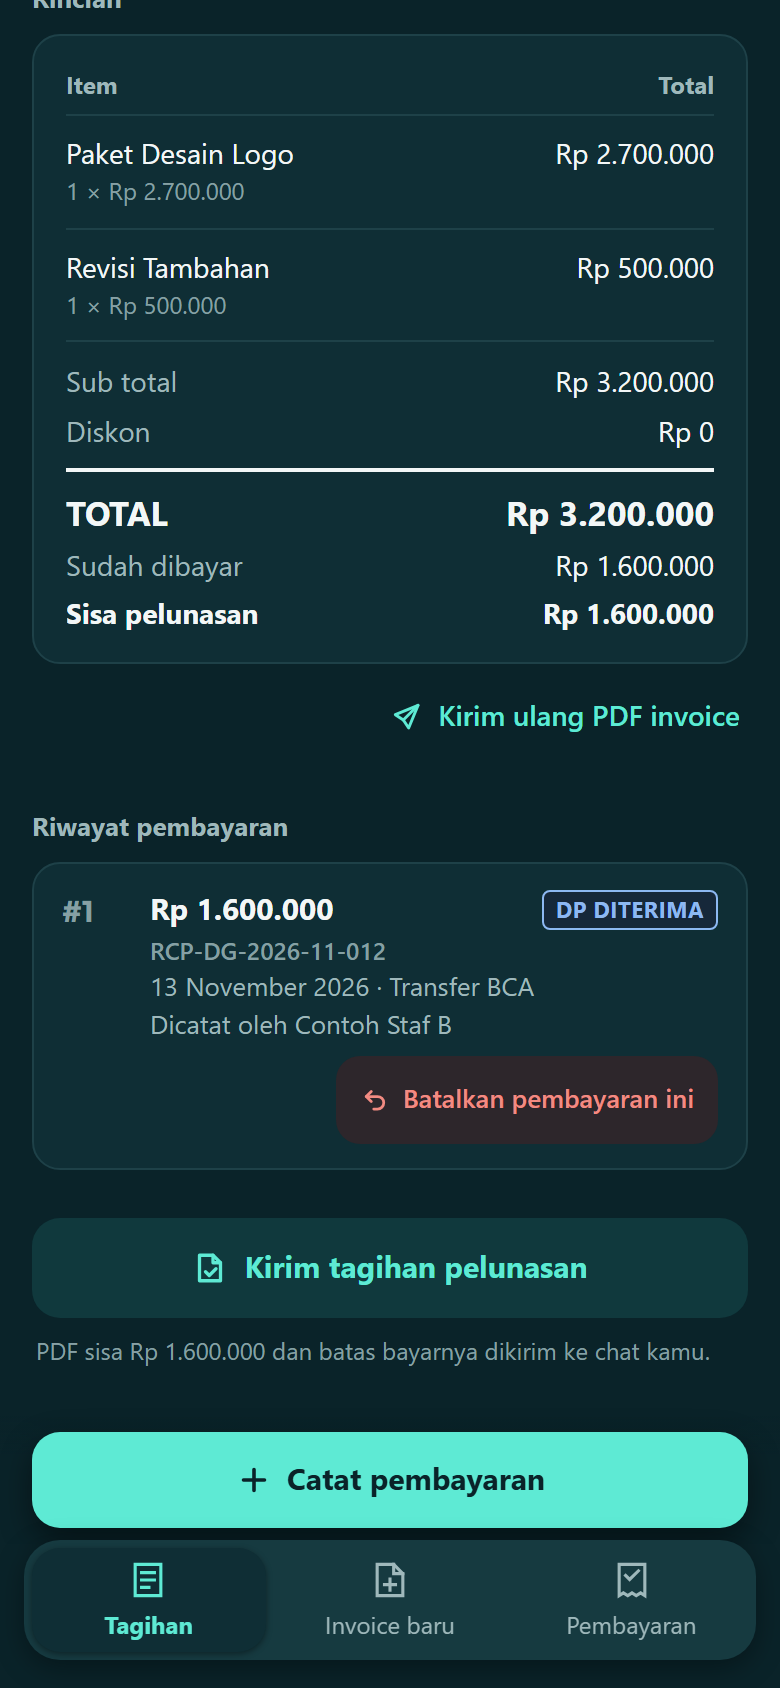 Rincian
Item Total
Paket Desain Logo Rp 2.700.000
1 × Rp 2.700.000
Revisi Tambahan Rp 500.000
1 × Rp 500.000
Sub total Rp 3.200.000
Diskon Rp 0
TOTAL Rp 3.200.000
Sudah dibayar Rp 1.600.000
Sisa pelunasan Rp 1.600.000
Kirim ulang PDF invoice
Riwayat pembayaran
#1 Rp 1.600.000 DP DITERIMA
RCP-DG-2026-11-012
13 November 2026 · Transfer BCA
Dicatat oleh Contoh Staf B
Batalkan pembayaran ini
Kirim tagihan pelunasan
PDF sisa Rp 1.600.000 dan batas bayarnya dikirim ke chat kamu.
Catat pembayaran
Tagihan Invoice baru Pembayaran